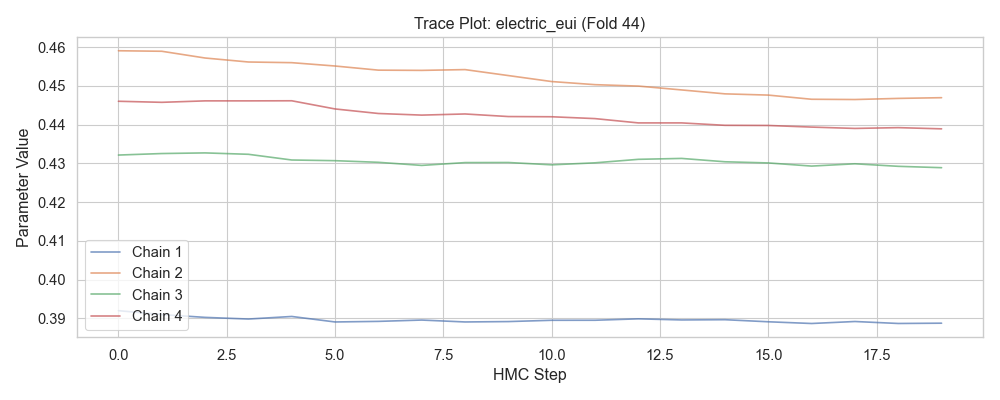 Trace Plot: electric_eui (Fold 44)
Parameter Value
0.46
0.45
0.44
0.43
0.42
0.41
0.40
0.39
Chain 1
Chain 2
Chain 3
Chain 4
0.0 2.5 5.0 7.5 10.0 12.5 15.0 17.5
HMC Step